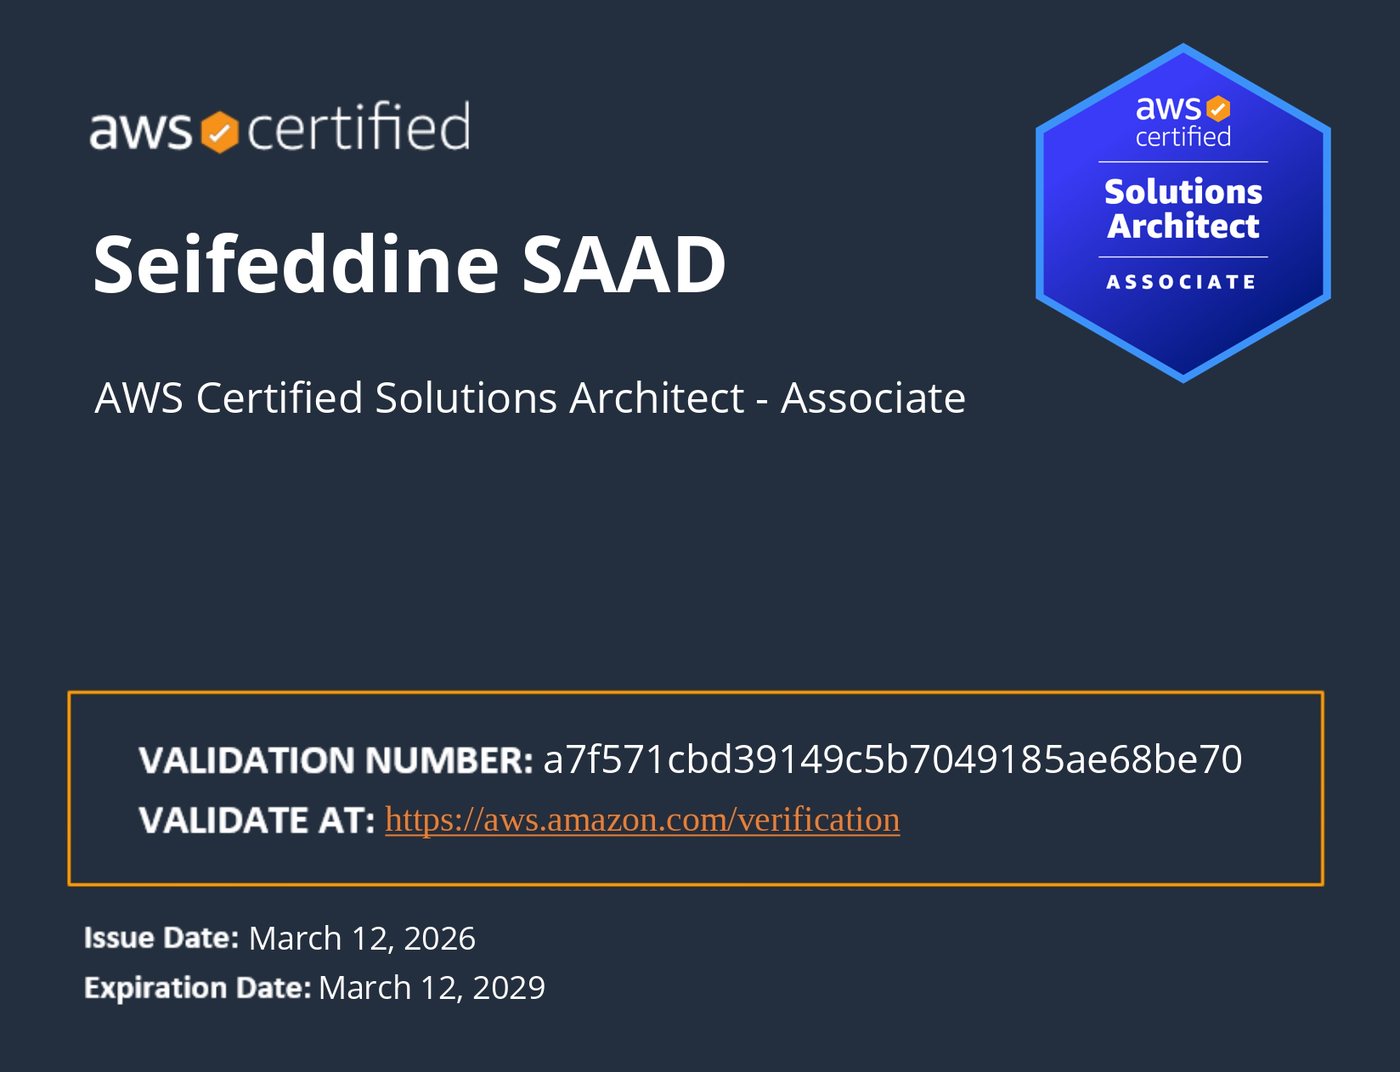 aws certified
Seifeddine SAAD
AWS Certified Solutions Architect - Associate
aws
certified
Solutions
Architect
ASSOCIATE
VALIDATION NUMBER: a7f571cbd39149c5b7049185ae68be70
VALIDATE AT: https://aws.amazon.com/verification
Issue Date: March 12, 2026
Expiration Date: March 12, 2029